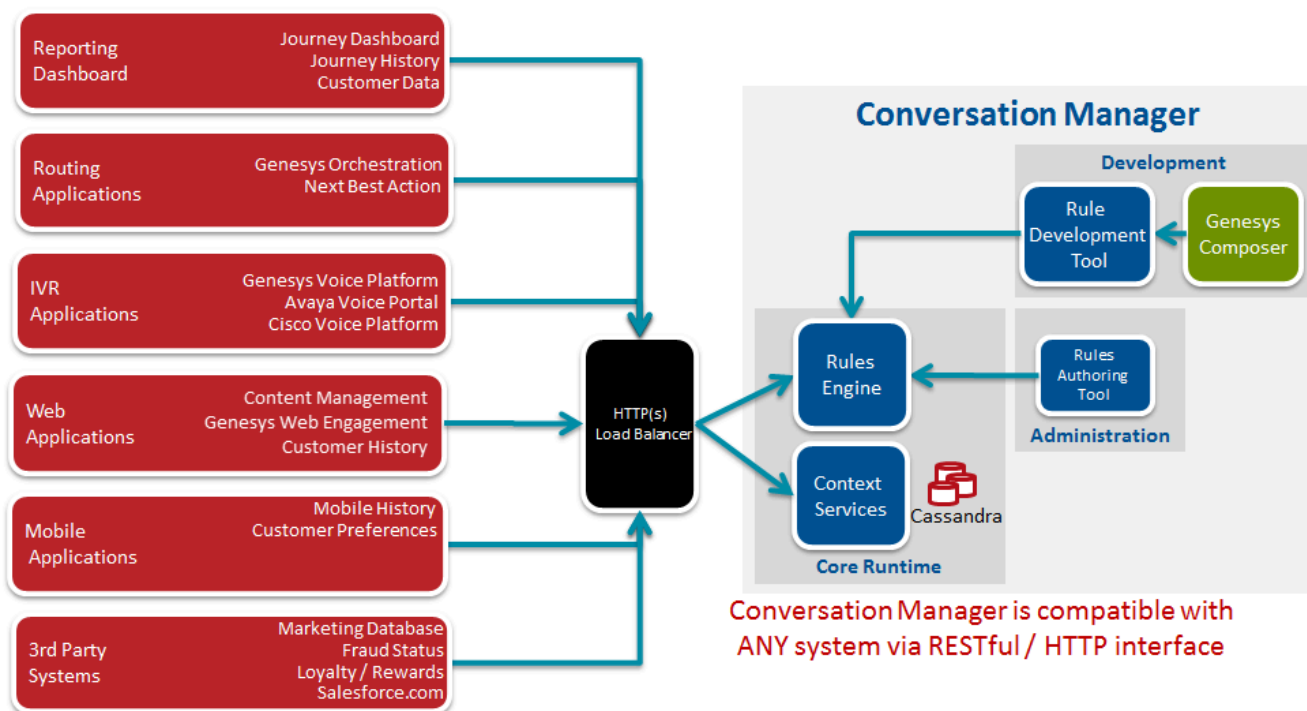 Reporting
Dashboard
Journey Dashboard
Journey History
Customer Data
Routing
Applications
Genesys Orchestration
Next Best Action
IVR
Applications
Genesys Voice Platform
Avaya Voice Portal
Cisco Voice Platform
Web
Applications
Content Management
Genesys Web Engagement
Customer History
Mobile
Applications
Mobile History
Customer Preferences
3rd Party
Systems
Marketing Database
Fraud Status
Loyalty / Rewards
Salesforce.com
HTTP(s)
Load Balancer
Conversation Manager
Development
Rule
Development
Tool
Genesys
Composer
Rules
Engine
Rules
Authoring
Tool
Administration
Context
Services
Cassandra
Core Runtime
Conversation Manager is compatible with
ANY system via RESTful / HTTP interface